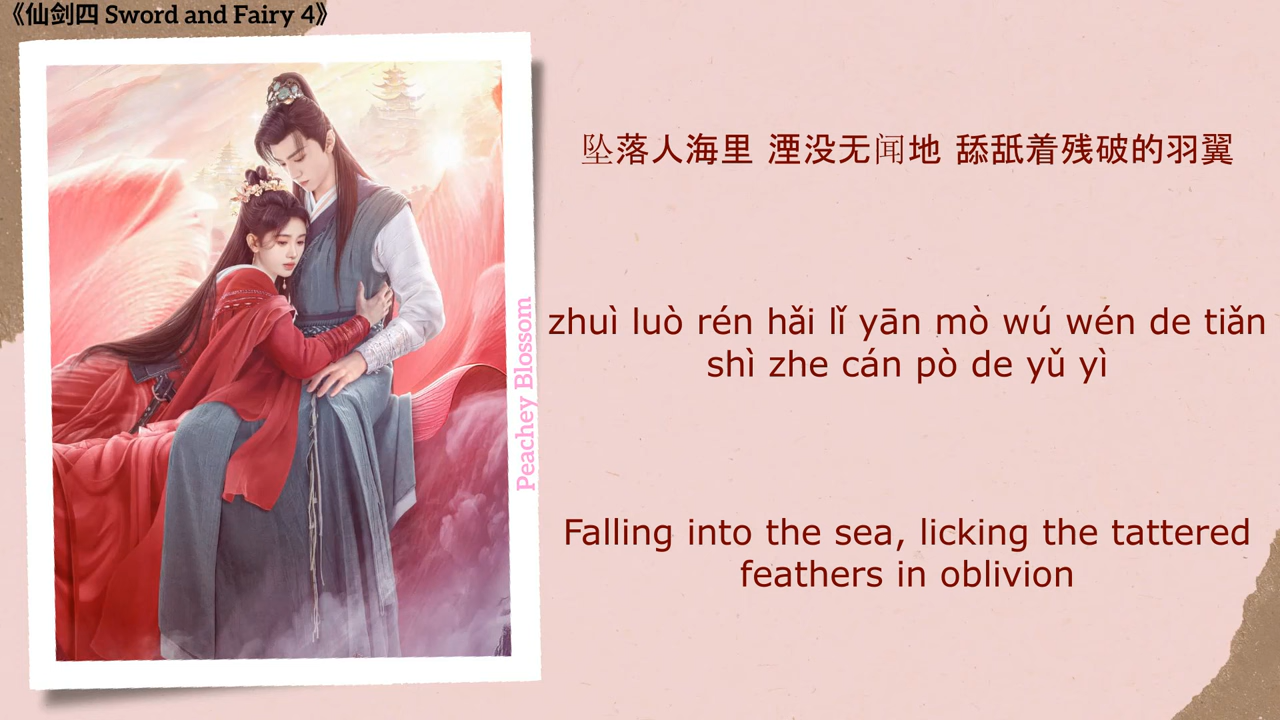 《仙剑四 Sword and Fairy 4》
坠落人海里 湮没无闻地 舔舐着残破的羽翼
zhuì luò rén hǎi lǐ yān mò wú wén de tiǎn
shì zhe cán pò de yǔ yì
Peachey Blossom
Falling into the sea, licking the tattered
feathers in oblivion